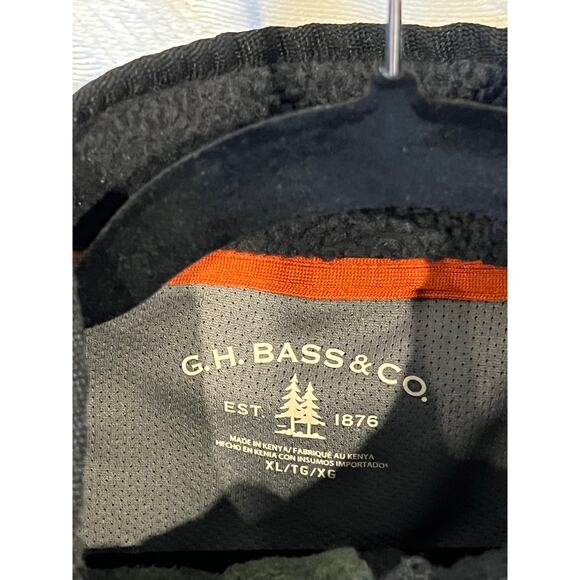 G.H. BASS & CO.
EST. 1876
MADE IN KENYA/FABRIQUÉ AU KENYA
HECHO EN KENIA CON INSUMOS IMPORTADOS
XL/TG/XG